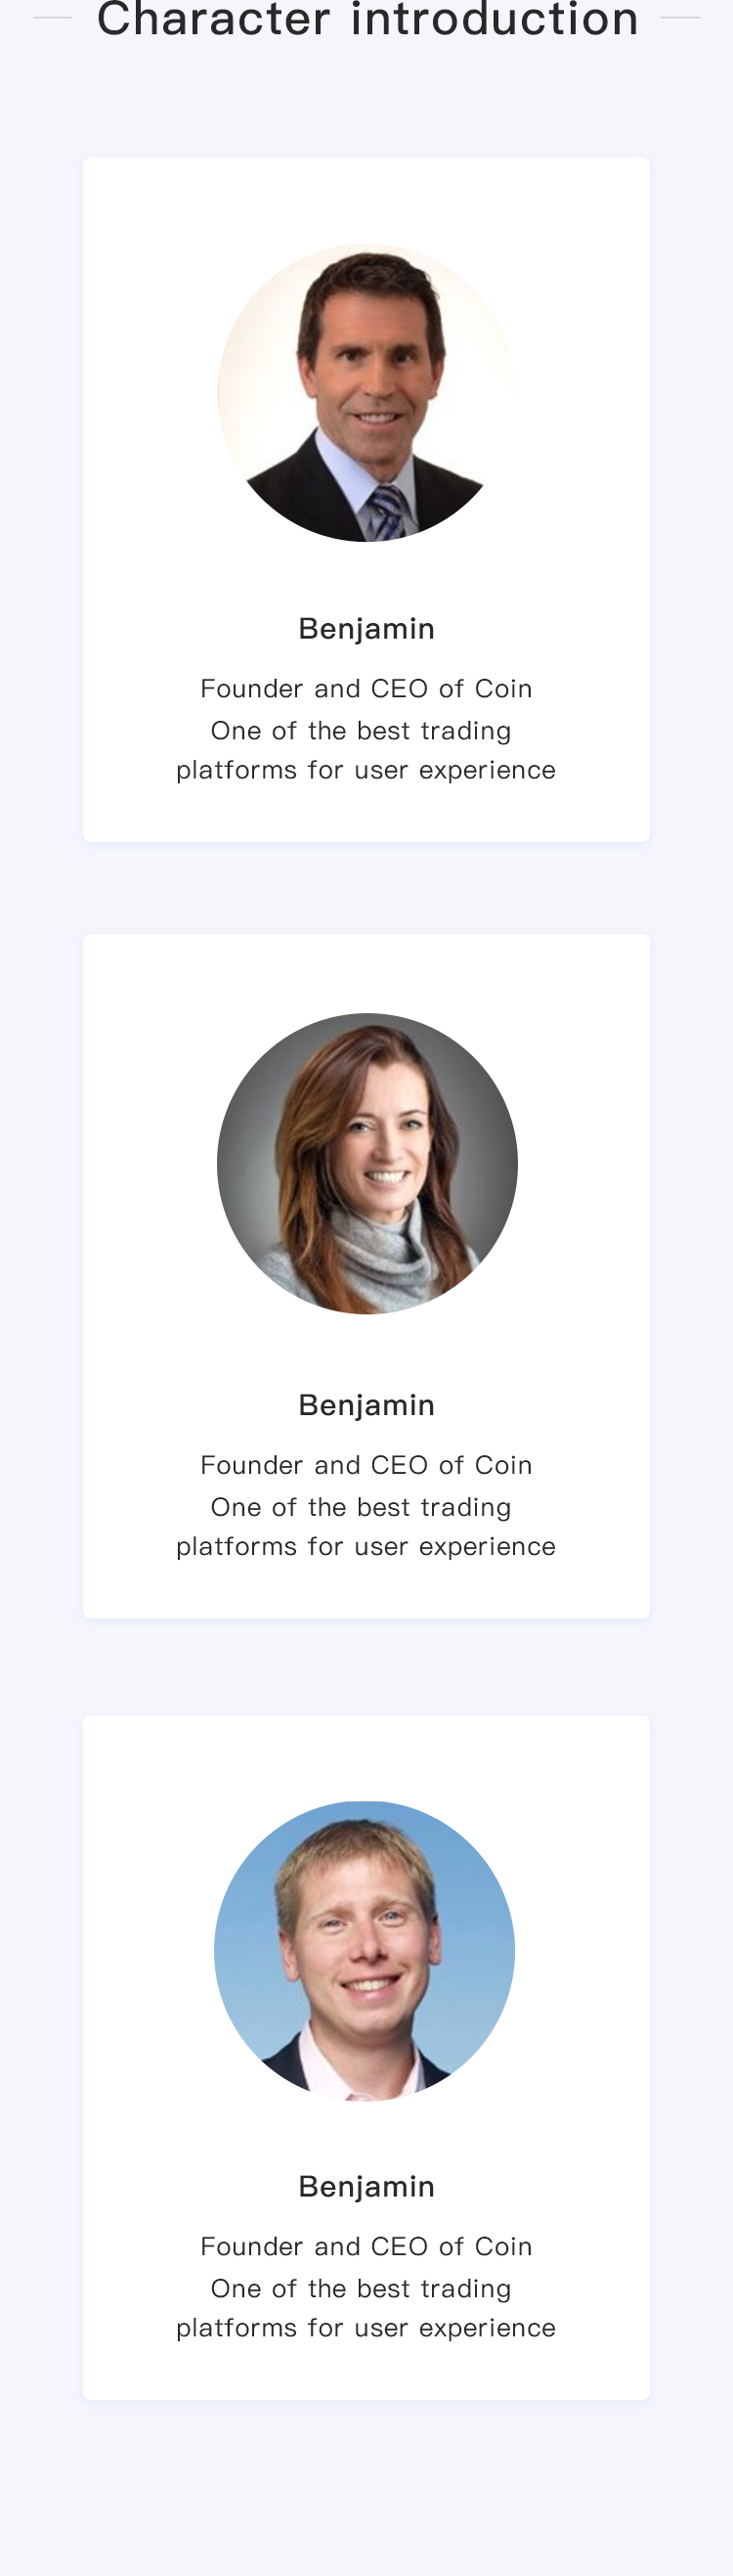 Character introduction
Benjamin
Founder and CEO of Coin
One of the best trading
platforms for user experience
Benjamin
Founder and CEO of Coin
One of the best trading
platforms for user experience
Benjamin
Founder and CEO of Coin
One of the best trading
platforms for user experience